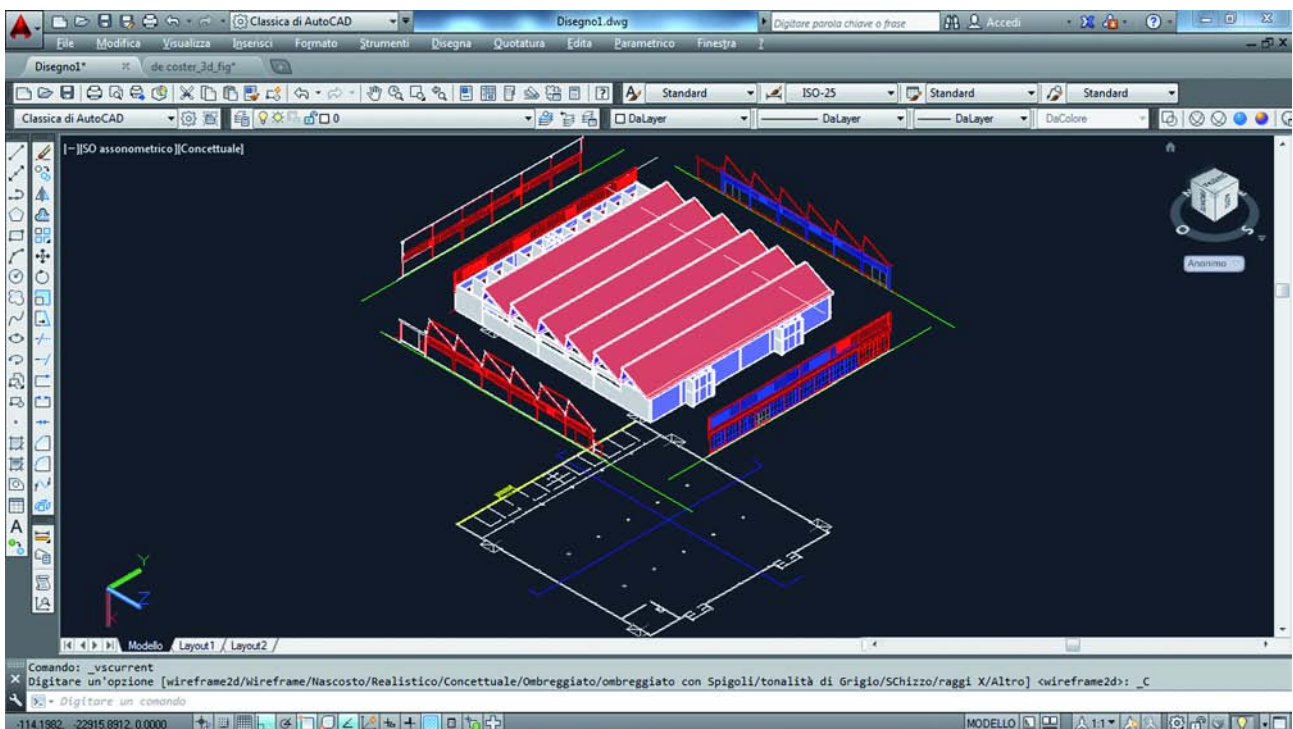 Classica di AutoCAD Disegno1.dwg Digitare parola chiave o frase Accedi
File Modifica Visualizza Inserisci Formato Strumenti Disegna Quotatura Edita Parametrico Finestra ?
Disegno1* de coster_3d_fig*
Standard ISO-25 Standard Standard
Classica di AutoCAD 0 DaLayer DaLayer DaLayer DaColore
[-][ISO assonometrico][Concettuale]
O S
Anonimo
Y
Z
X
A
Modello Layout1 Layout2
Comando: _vscurrent
Digitare un'opzione [wireframe2d/Wireframe/Nascosto/Realistico/Concettuale/Ombreggiato/ombreggiato con Spigoli/tonalità di Grigio/SChizzo/raggi X/Altro] <wireframe2d>: _C
Digitare un comando
-114.1982, -22915.8912, 0.0000 MODELLO 1:1